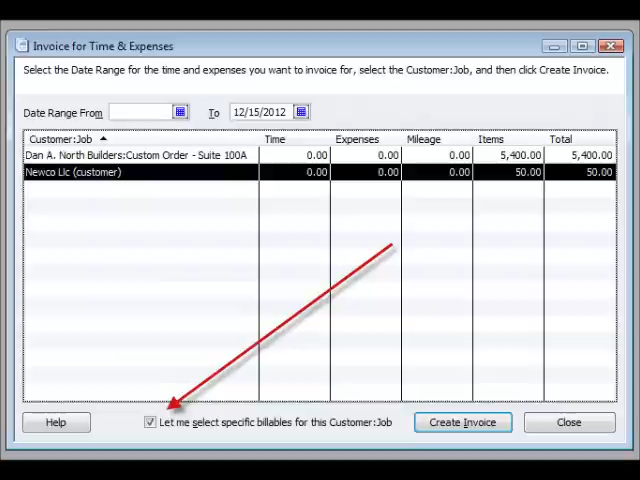 Invoice for Time & Expenses
Select the Date Range for the time and expenses you want to invoice for, select the Customer:Job, and then click Create Invoice.
Date Range From To 12/15/2012
Customer:Job Time Expenses Mileage Items Total
Dan A. North Builders:Custom Order - Suite 100A 0.00 0.00 0.00 5,400.00 5,400.00
Newco Llc (customer) 0.00 0.00 0.00 50.00 50.00
Help Let me select specific billables for this Customer:Job Create Invoice Close